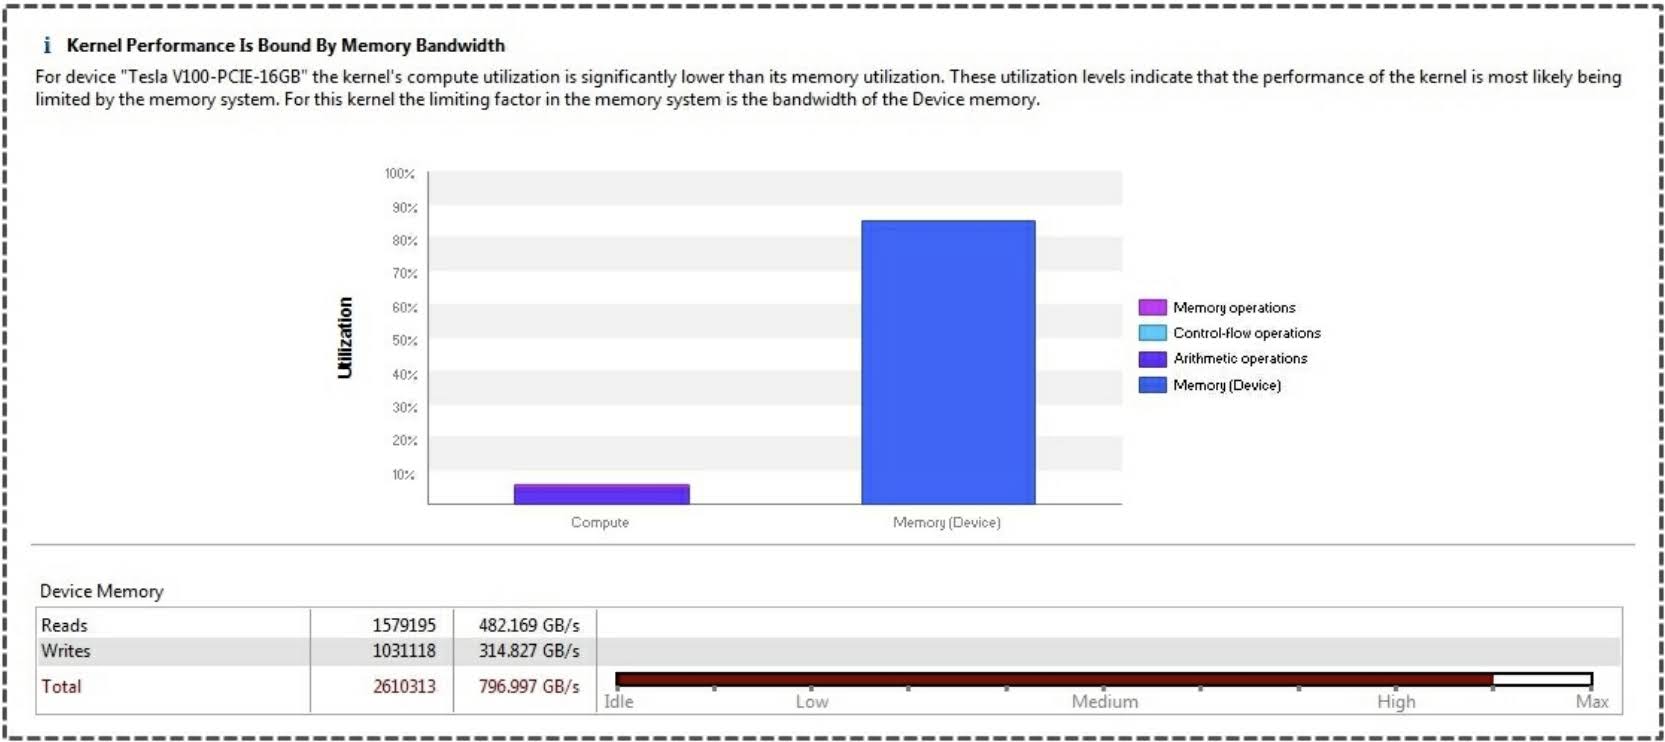 i Kernel Performance Is Bound By Memory Bandwidth
For device "Tesla V100-PCIE-16GB" the kernel's compute utilization is significantly lower than its memory utilization. These utilization levels indicate that the performance of the kernel is most likely being
limited by the memory system. For this kernel the limiting factor in the memory system is the bandwidth of the Device memory.
100%
90%
80%
70%
60%
50%
40%
30%
20%
10%
Utilization
Compute
Memory (Device)
Memory operations
Control-flow operations
Arithmetic operations
Memory (Device)
Device Memory
Reads 1579195 482.169 GB/s
Writes 1031118 314.827 GB/s
Total 2610313 796.997 GB/s
Idle Low Medium High Max